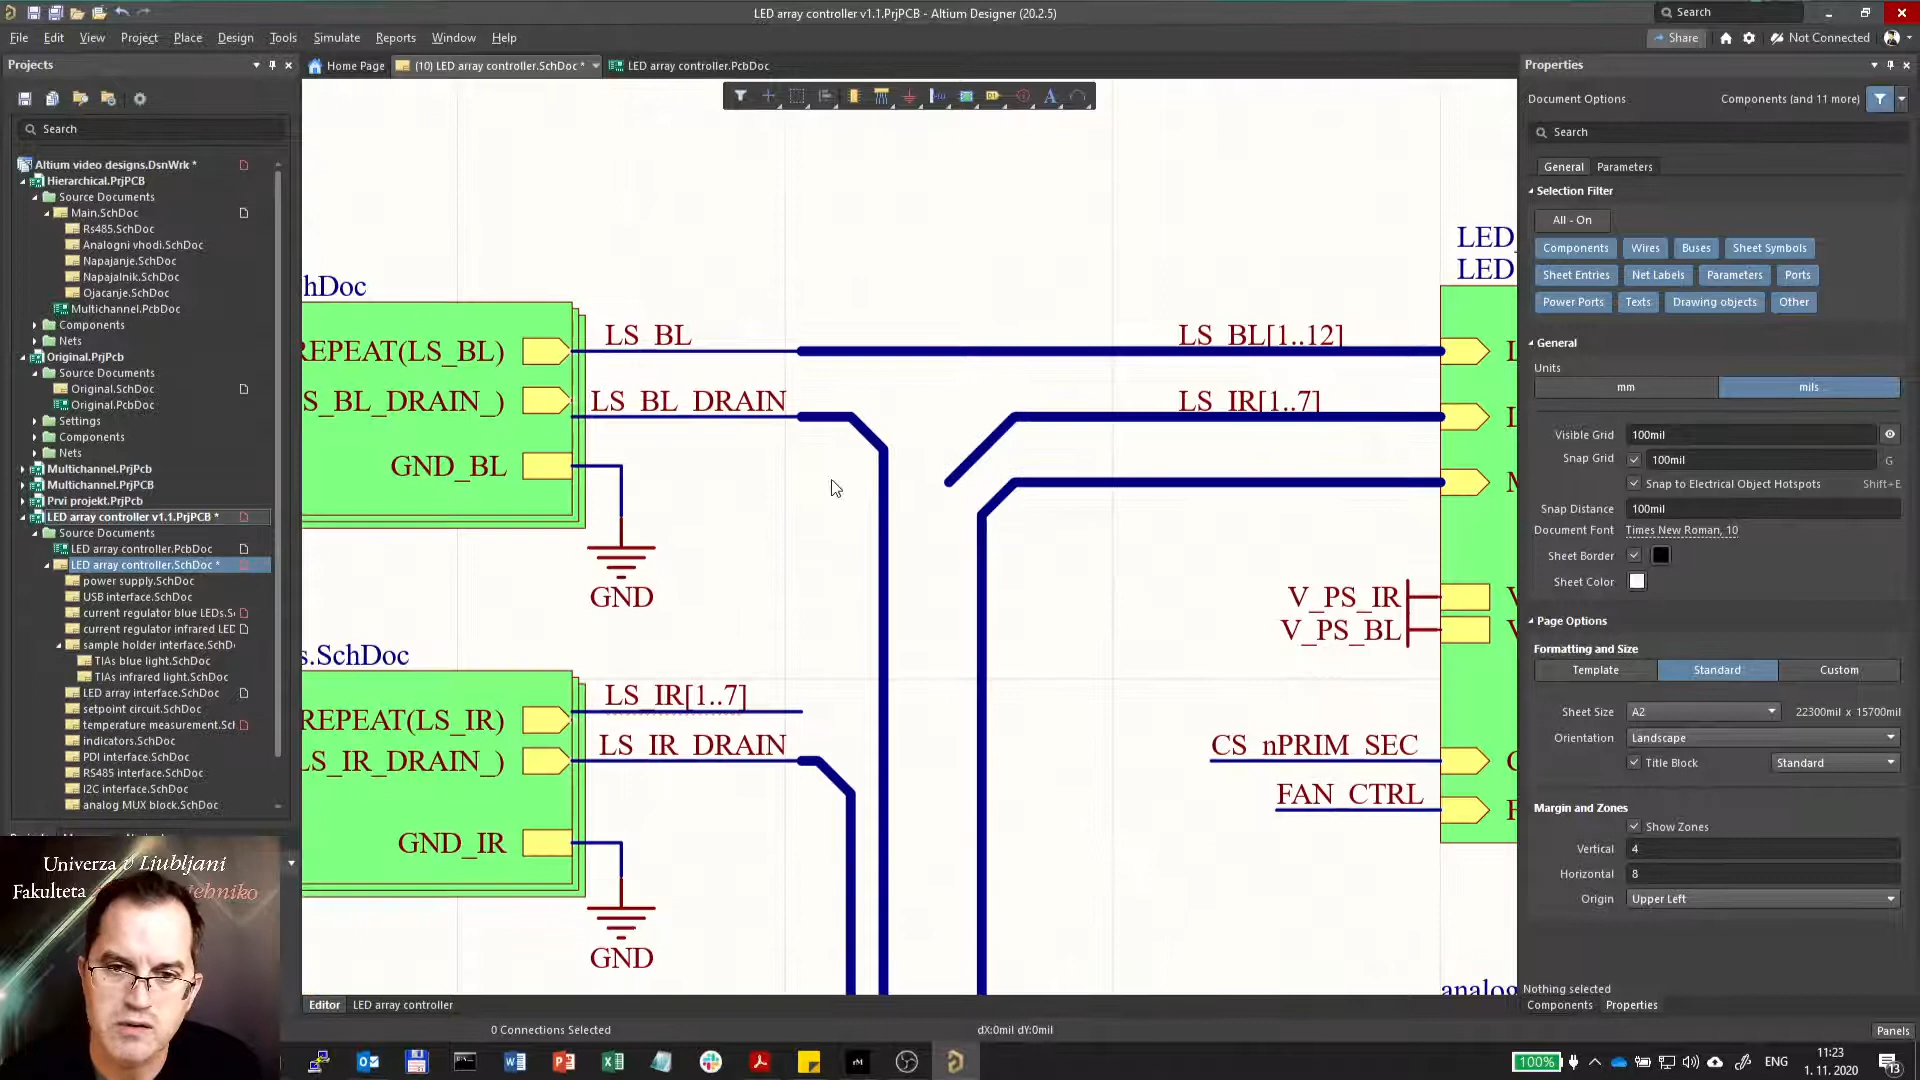 LED array controller v1.1.PrjPCB - Altium Designer (20.2.5)
Search
File Edit View Project Place Design Tools Simulate Reports Window Help
Share
Not Connected
Projects
Home Page
(10) LED array controller.SchDoc *
LED array controller.PcbDoc
Properties
Document Options
Components (and 11 more)
Search
Search
General
Parameters
Altium video designs.DsnWrk *
Hierarchical.PrjPCB
Source Documents
Main.SchDoc
Rs485.SchDoc
Analogni vhodi.SchDoc
Napajanje.SchDoc
Napajalnik.SchDoc
Ojacanje.SchDoc
Multichannel.PcbDoc
Components
Nets
Original.PrjPcb
Source Documents
Original.SchDoc
Original.PcbDoc
Settings
Components
Nets
Multichannel.PrjPcb
Multichannel.PrjPCB
Prvi projekt.PrjPcb
LED array controller v1.1.PrjPCB *
Source Documents
LED array controller.PcbDoc
LED array controller.SchDoc *
power supply.SchDoc
USB interface.SchDoc
current regulator blue LEDs.S
current regulator infrared LED
sample holder interface.SchD
TIAs blue light.SchDoc
TIAs infrared light.SchDoc
LED array interface.SchDoc
setpoint circuit.SchDoc
temperature measurement.Scl
indicators.SchDoc
PDI interface.SchDoc
RS485 interface.SchDoc
I2C interface.SchDoc
analog MUX block.SchDoc
hDoc
REPEAT(LS_BL)
S_BL_DRAIN_)
GND_BL
LS_BL
LS_BL_DRAIN
GND
s.SchDoc
REPEAT(LS_IR)
LS_IR_DRAIN_)
GND_IR
LS_IR[1..7]
LS_IR_DRAIN
GND
LED_
LED
LS_BL[1..12]
LS_IR[1..7]
V_PS_IR
V_PS_BL
CS_nPRIM_SEC
FAN_CTRL
analog
Selection Filter
All - On
Components Wires Buses Sheet Symbols
Sheet Entries Net Labels Parameters Ports
Power Ports Texts Drawing objects Other
General
Units
mm mils
Visible Grid 100mil
Snap Grid 100mil G
Snap to Electrical Object Hotspots Shift+E
Snap Distance 100mil
Document Font Times New Roman, 10
Sheet Border
Sheet Color
Page Options
Formatting and Size
Template Standard Custom
Sheet Size A2 22300mil x 15700mil
Orientation Landscape
Title Block Standard
Margin and Zones
Show Zones
Vertical 4
Horizontal 8
Origin Upper Left
Nothing selected
Components Properties
Univerza v Ljubljani
Fakulteta
ehniko
Editor LED array controller
0 Connections Selected
dX:0mil dY:0mil
Panels
100%
ENG
11:23
1. 11. 2020
13